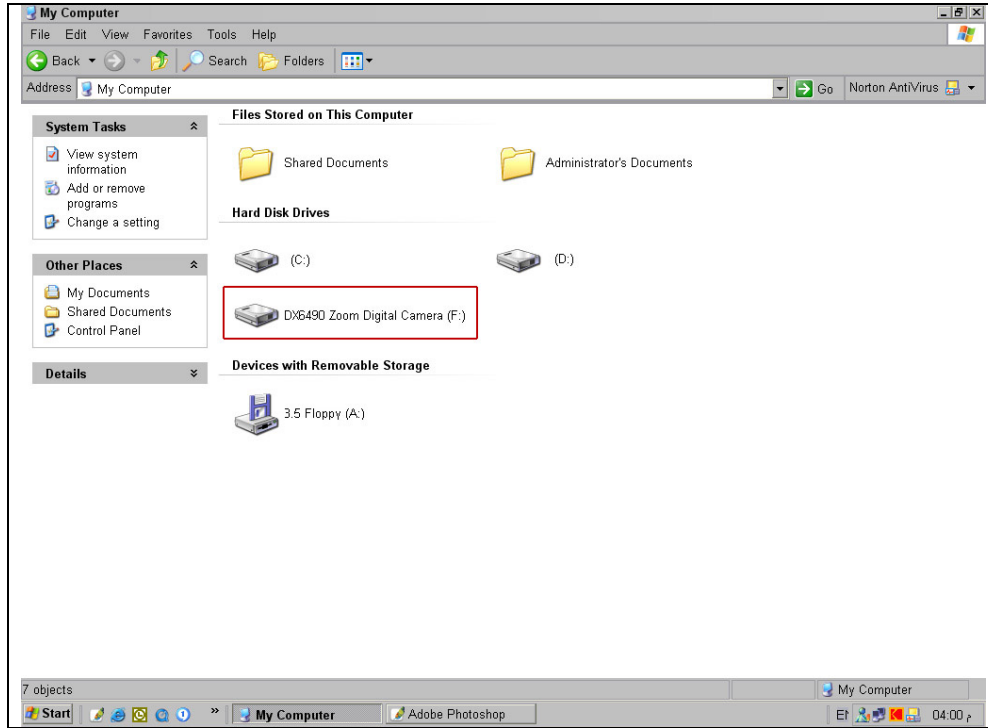 My Computer
File Edit View Favorites Tools Help
Back Search Folders
Address My Computer Go Norton AntiVirus
System Tasks
View system
information
Add or remove
programs
Change a setting
Other Places
My Documents
Shared Documents
Control Panel
Details
Files Stored on This Computer
Shared Documents Administrator's Documents
Hard Disk Drives
(C:) (D:)
DX6490 Zoom Digital Camera (F:)
Devices with Removable Storage
3.5 Floppy (A:)
7 objects My Computer
Start » My Computer Adobe Photoshop 04:00 م